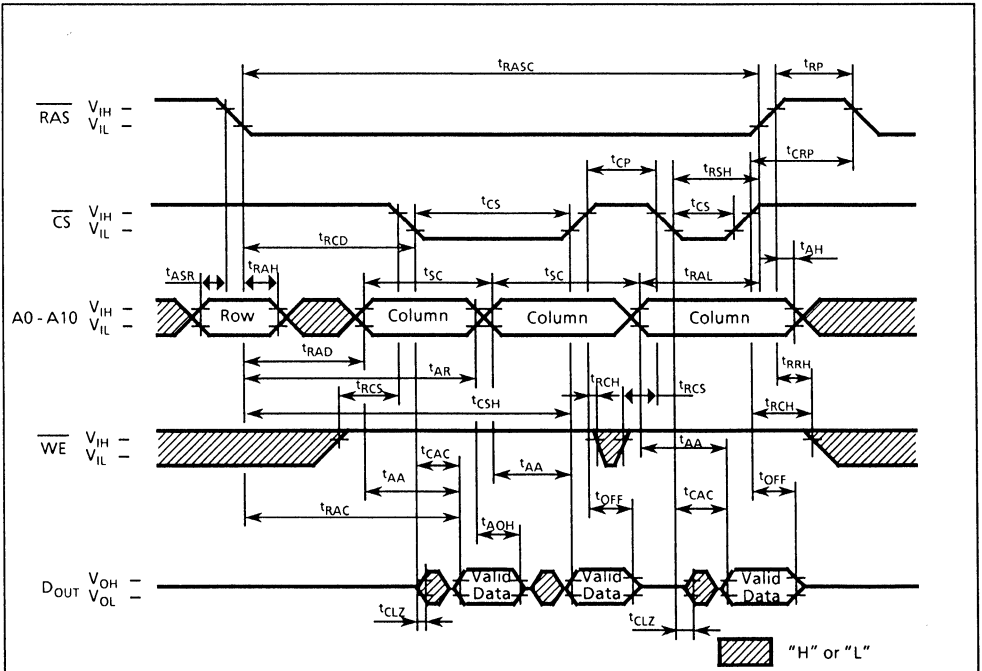 tRASC
tRP
RAS VIH –
VIL –
tCRP
tCP
tRSH
CS VIH –
VIL –
tCS
tCS
tRCD
tAH
tASR
tRAH
tSC
tSC
tRAL
A0 - A10 VIH –
VIL –
Row
Column
Column
Column
tRAD
tRRH
tAR
tRCS
tRCH
tRCS
tCSH
tRCH
WE VIH –
VIL –
tCAC
tAA
tAA
tAA
tOFF
tCAC
tOFF
tRAC
tAOH
DOUT VOH –
VOL –
Valid
Data
Valid
Data
Valid
Data
tCLZ
tCLZ
"H" or "L"